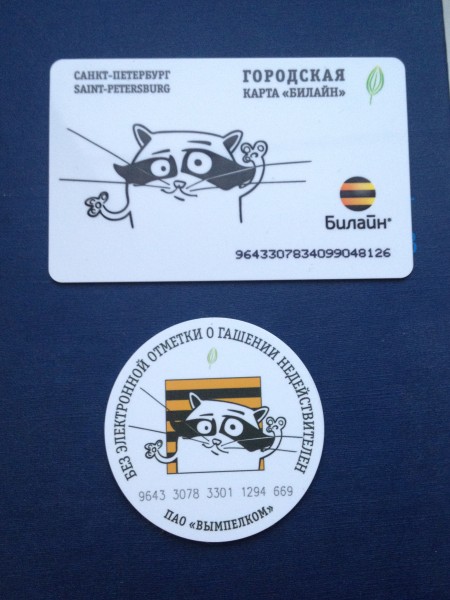 САНКТ-ПЕТЕРБУРГ
SAINT-PETERSBURG
ГОРОДСКАЯ
КАРТА «БИЛАЙН»
Билайн*
9643307834099048126
БЕЗ ЭЛЕКТРОННОЙ ОТМЕТКИ О ГАШЕНИИ НЕДЕЙСТВИТЕЛЕН
9643 3078 3301 1294 669
ПАО «ВЫМПЕЛКОМ»